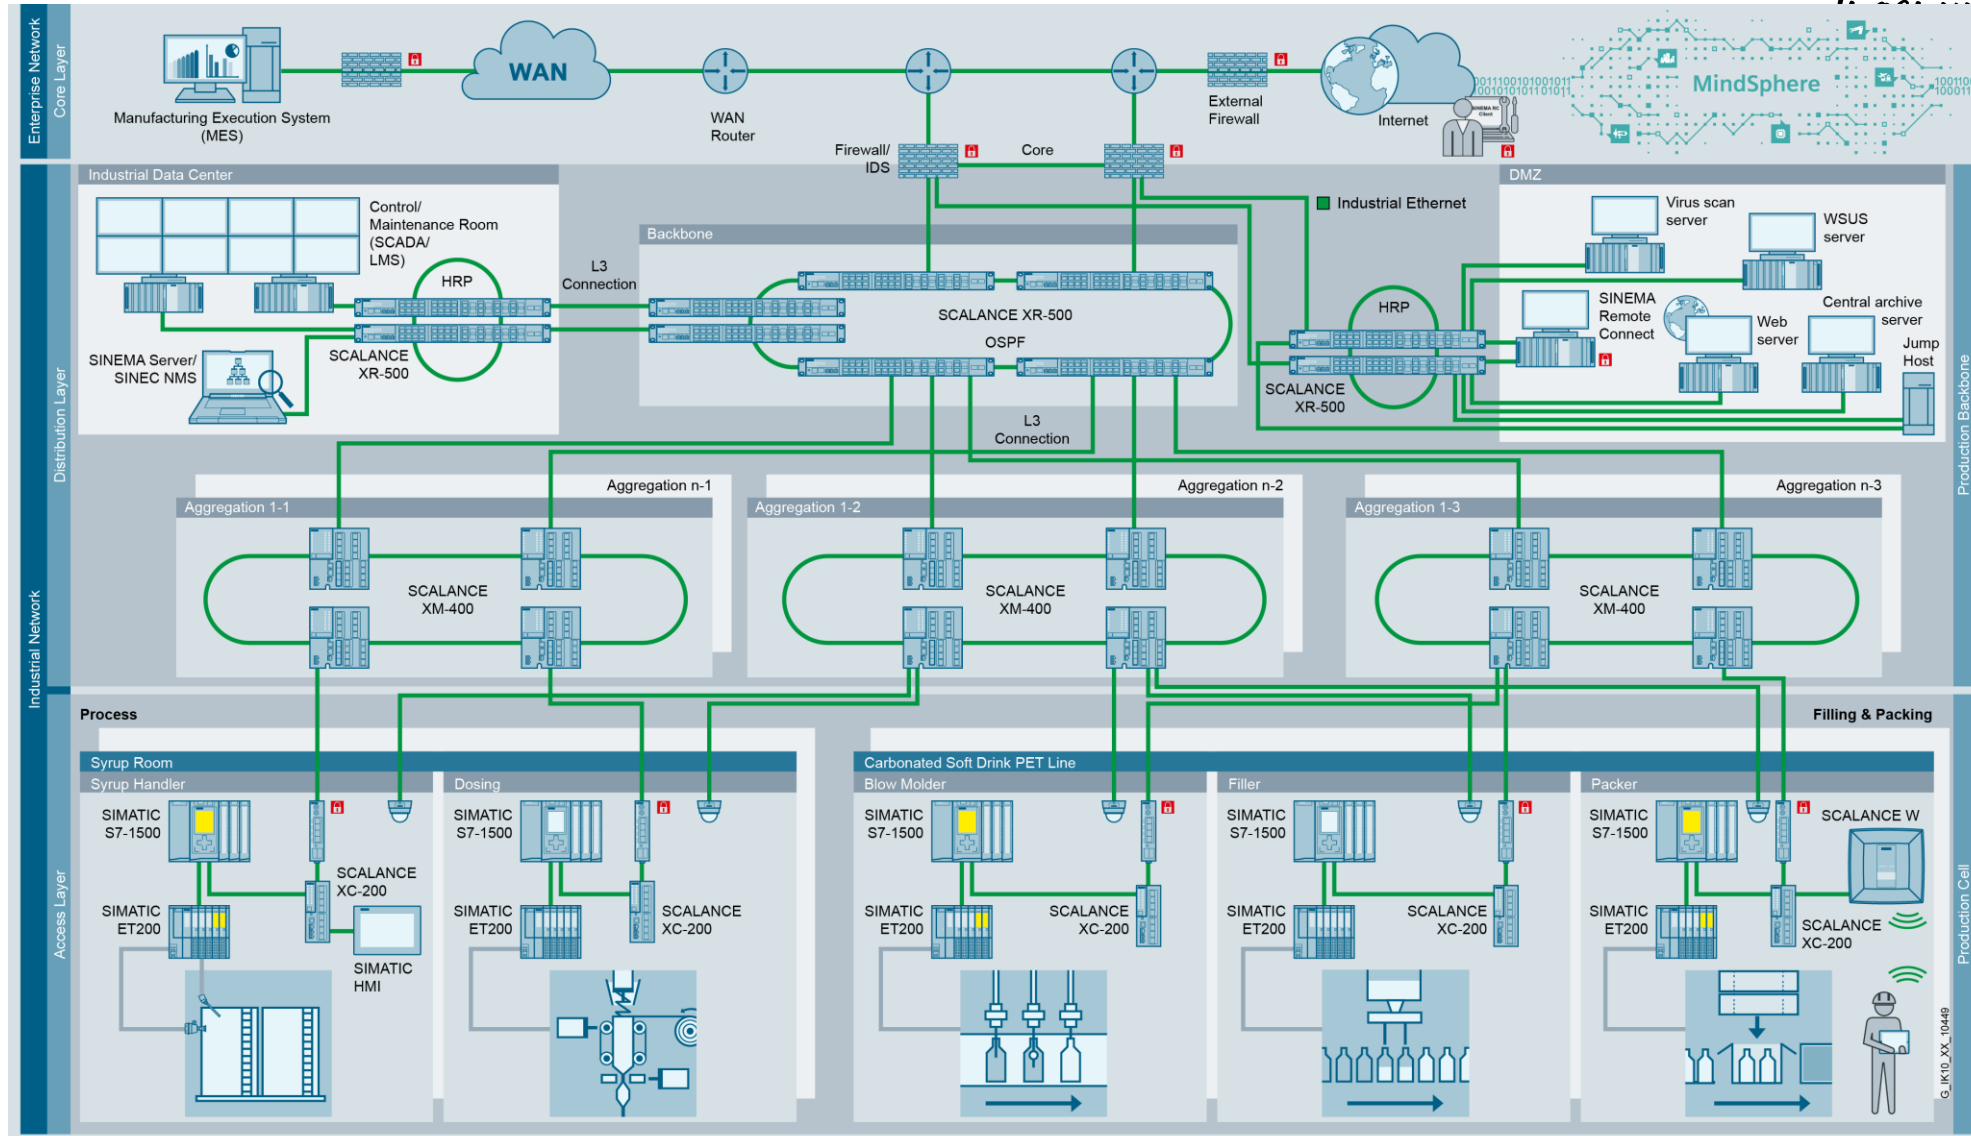 Enterprise Network
Core Layer
Manufacturing Execution System
(MES)
WAN
WAN
Router
Firewall/
IDS
Core
External
Firewall
Internet
SINEMA RC
Client
MindSphere
Industrial Network
Distribution Layer
Production Backbone
Industrial Data Center
Control/
Maintenance Room
(SCADA/
LMS)
HRP
SCALANCE
XR-500
SINEMA Server/
SINEC NMS
L3
Connection
Backbone
SCALANCE XR-500
OSPF
L3
Connection
Industrial Ethernet
HRP
SCALANCE
XR-500
DMZ
Virus scan
server
WSUS
server
SINEMA
Remote
Connect
Web
server
Central archive
server
Jump
Host
Aggregation n-1
Aggregation 1-1
SCALANCE
XM-400
Aggregation n-2
Aggregation 1-2
SCALANCE
XM-400
Aggregation n-3
Aggregation 1-3
SCALANCE
XM-400
Access Layer
Production Cell
Process
Filling & Packing
Syrup Room
Syrup Handler
SIMATIC
S7-1500
SCALANCE
XC-200
SIMATIC
ET200
SIMATIC
HMI
Dosing
SIMATIC
S7-1500
SIMATIC
ET200
SCALANCE
XC-200
Carbonated Soft Drink PET Line
Blow Molder
SIMATIC
S7-1500
SIMATIC
ET200
SCALANCE
XC-200
Filler
SIMATIC
S7-1500
SIMATIC
ET200
SCALANCE
XC-200
Packer
SIMATIC
S7-1500
SCALANCE W
SIMATIC
ET200
SCALANCE
XC-200
G_IK10_XX_10449